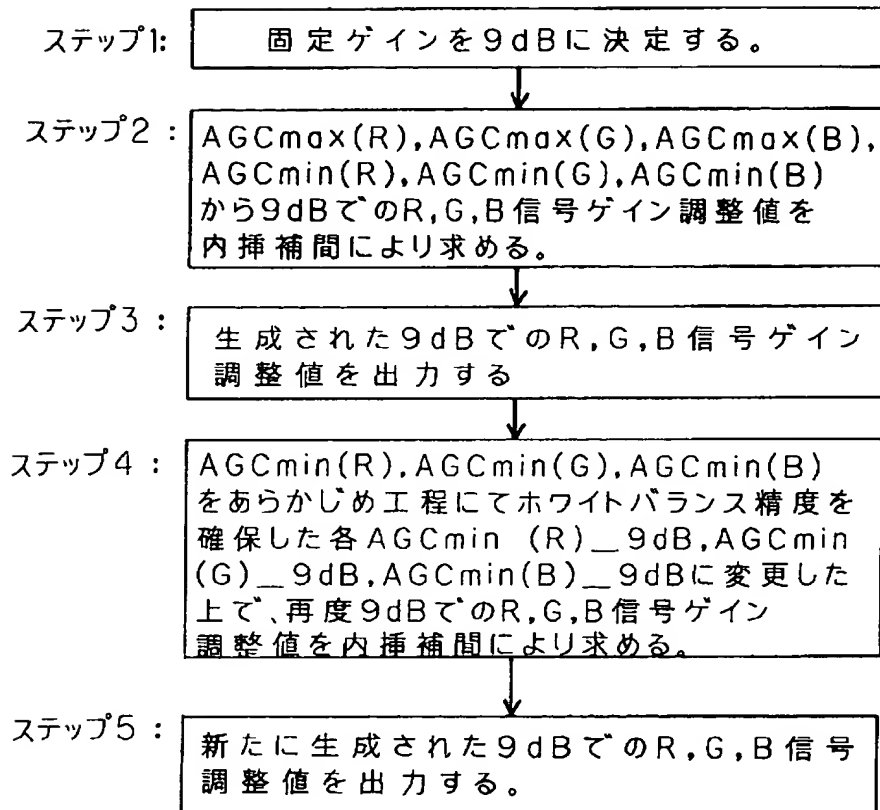 ステップ1: 固定ゲインを9dBに決定する。
ステップ2 : AGCmax(R),AGCmax(G),AGCmax(B),
AGCmin(R),AGCmin(G),AGCmin(B)
から9dBでのR,G,B信号ゲイン調整値を
内挿補間により求める。
ステップ3 : 生成された9dBでのR,G,B信号ゲイン
調整値を出力する
ステップ4 : AGCmin(R),AGCmin(G),AGCmin(B)
をあらかじめ工程にてホワイトバランス精度を
確保した各AGCmin (R)_9dB,AGCmin
(G)_9dB,AGCmin(B)_9dBに変更した
上で、再度9dBでのR,G,B信号ゲイン
調整値を内挿補間により求める。
ステップ5 : 新たに生成された9dBでのR,G,B信号
調整値を出力する。